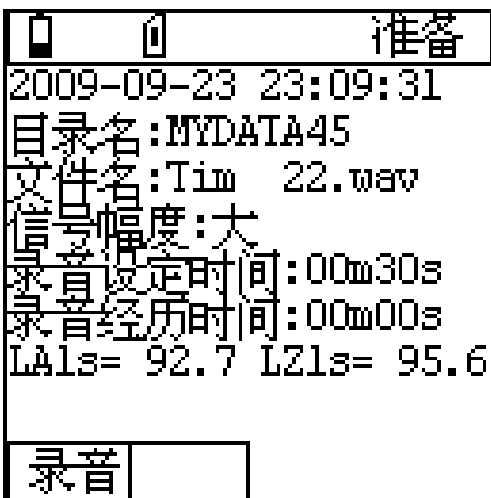 准备
2009-09-23 23:09:31
目录名:MYDATA45
文件名:Tim 22.wav
信号幅度:大
录音设定时间:00m30s
录音经历时间:00m00s
LA1s= 92.7 LZ1s= 95.6
录音